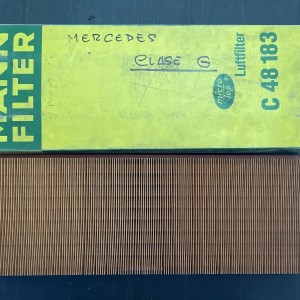 MANN
FILTER
MERCEDES
CLASE G
micro
Top
Luftfilter
C 48 183